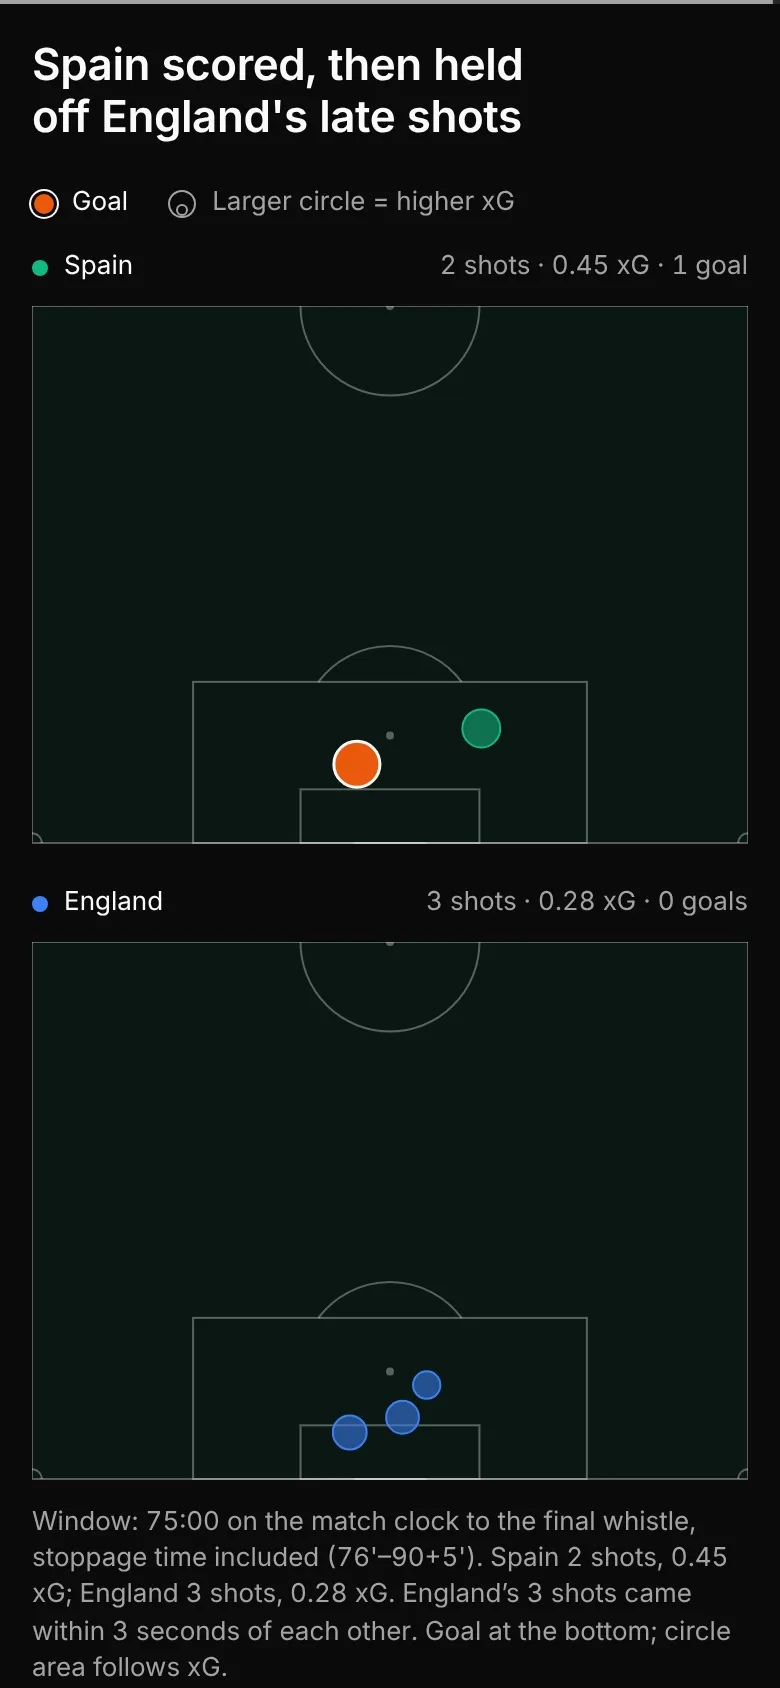 Spain scored, then held
off England's late shots
Goal
Larger circle = higher xG
Spain
2 shots · 0.45 xG · 1 goal
England
3 shots · 0.28 xG · 0 goals
Window: 75:00 on the match clock to the final whistle,
stoppage time included (76'–90+5'). Spain 2 shots, 0.45
xG; England 3 shots, 0.28 xG. England’s 3 shots came
within 3 seconds of each other. Goal at the bottom; circle
area follows xG.